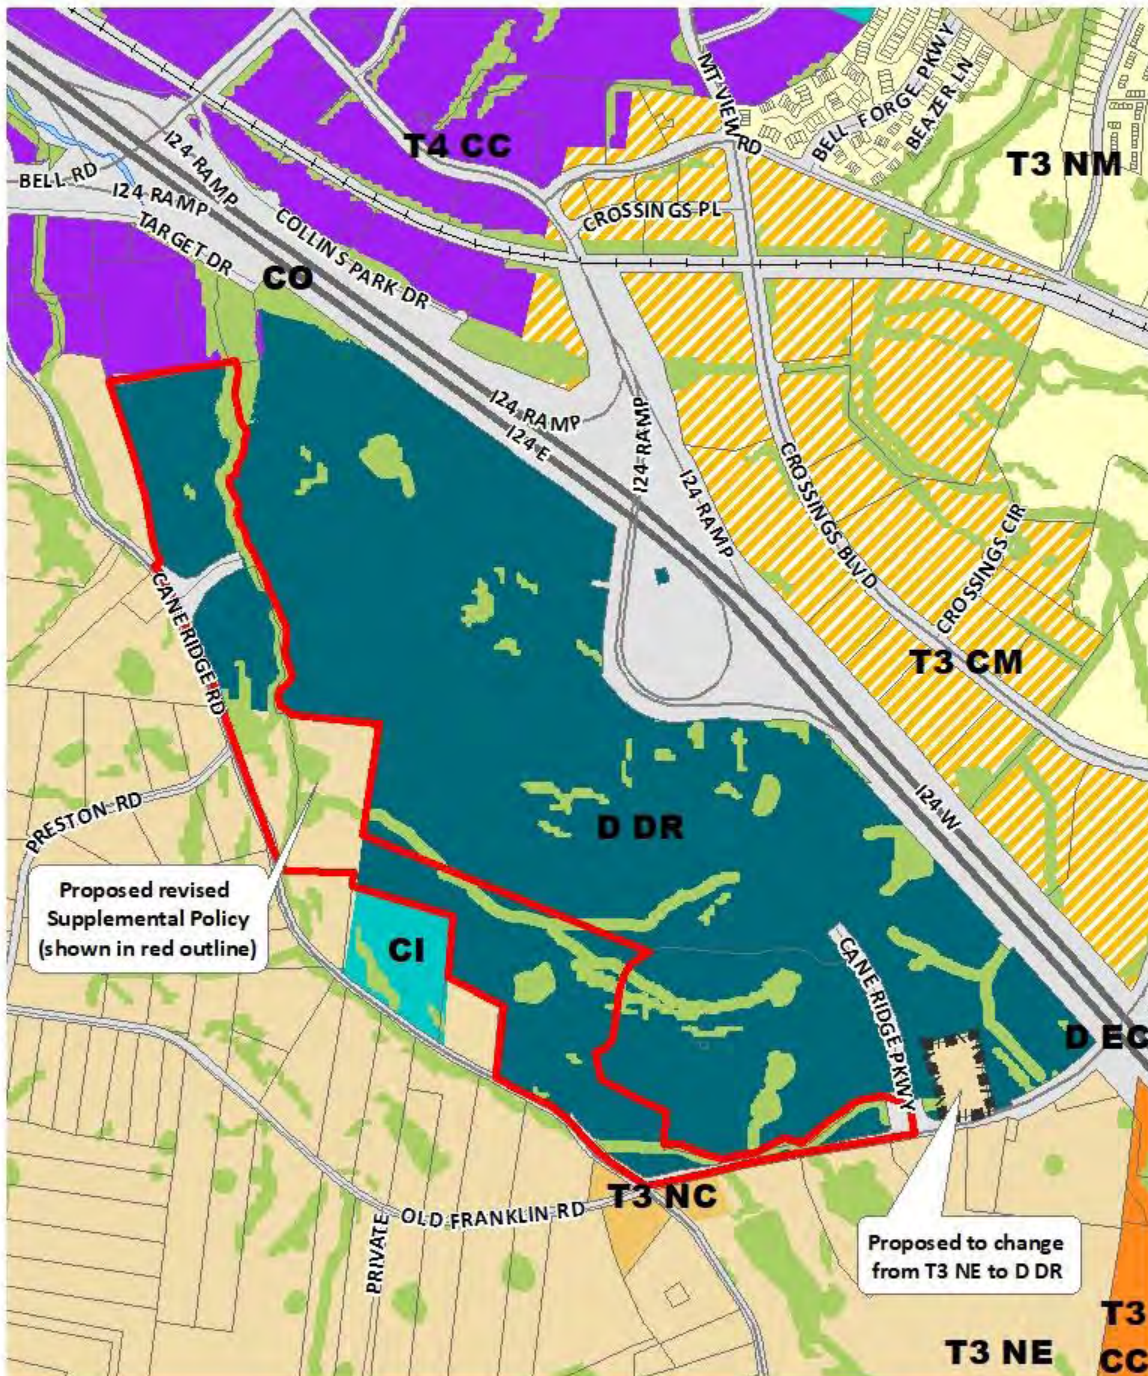 MT VIEW RD
BELL FORGE PKWY
BEAZER LN
T4 CC
T3 NM
I24 RAMP
BELL RD
I24 RAMP
TARGET DR
COLLINS PARK DR
CROSSINGS PL
CO
I24 RAMP
I24 E
I24 RAMP
I24 RAMP
CROSSINGS BLVD
CROSSINGS CIR
CANE RIDGE RD
T3 CM
PRESTON RD
I24 W
D DR
Proposed revised
Supplemental Policy
(shown in red outline)
CI
CANE RIDGE PKWY
D EC
T3 NC
OLD FRANKLIN RD
PRIVATE
Proposed to change
from T3 NE to D DR
T3 NE
T3
CC